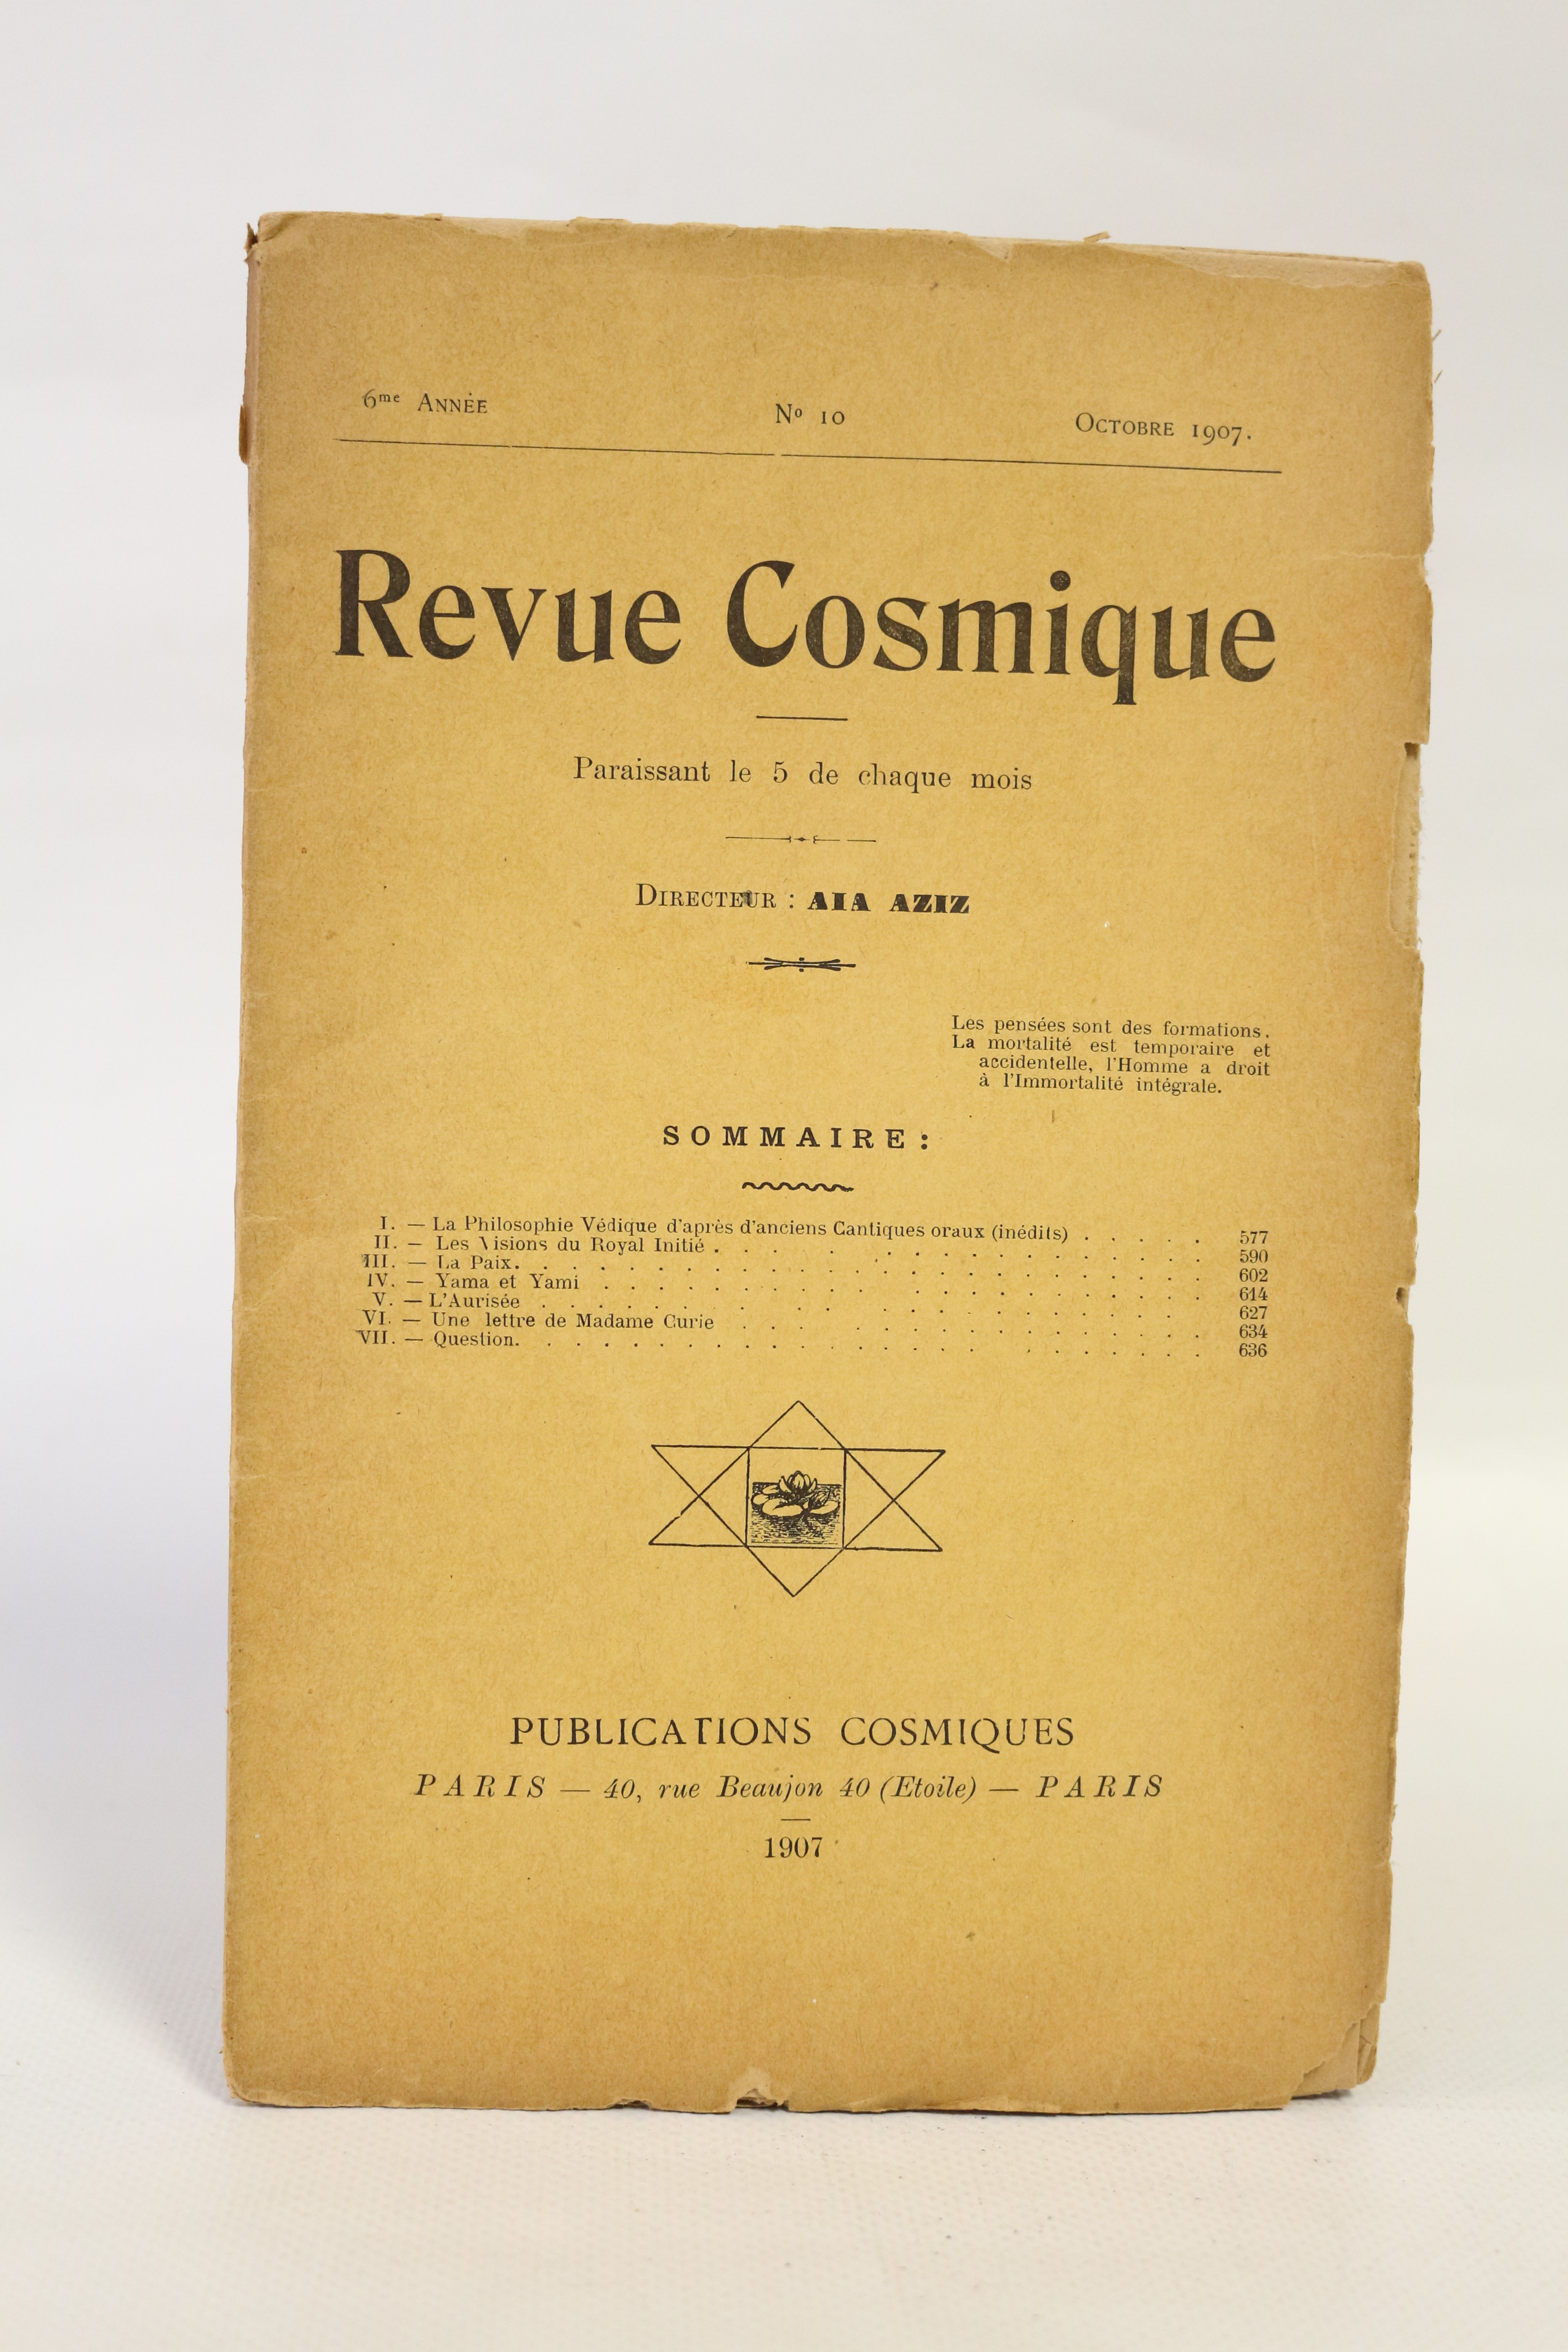 6me ANNÉE No 10 OCTOBRE 1907.
Revue Cosmique
Paraissant le 5 de chaque mois
DIRECTEUR : AIA AZIZ
Les pensées sont des formations.
La mortalité est temporaire et
accidentelle, l'Homme a droit
à l'Immortalité intégrale.
SOMMAIRE :
I. — La Philosophie Védique d'après d'anciens Cantiques oraux (inédits) . . . . . 577
II. — Les Visions du Royal Initié . . . . . . . . . . . . . . . . 590
III. — La Paix. . . . . . . . . . . . . . . . . . . . . . . . 602
IV. — Yama et Yami . . . . . . . . . . . . . . . . . . . . . 614
V. — L'Aurisée . . . . . . . . . . . . . . . . . . . . . . 627
VI. — Une lettre de Madame Curie . . . . . . . . . . . . . . . 634
VII. — Question. . . . . . . . . . . . . . . . . . . . . . . . 636
PUBLICATIONS COSMIQUES
PARIS — 40, rue Beaujon 40 (Etoile) — PARIS
1907